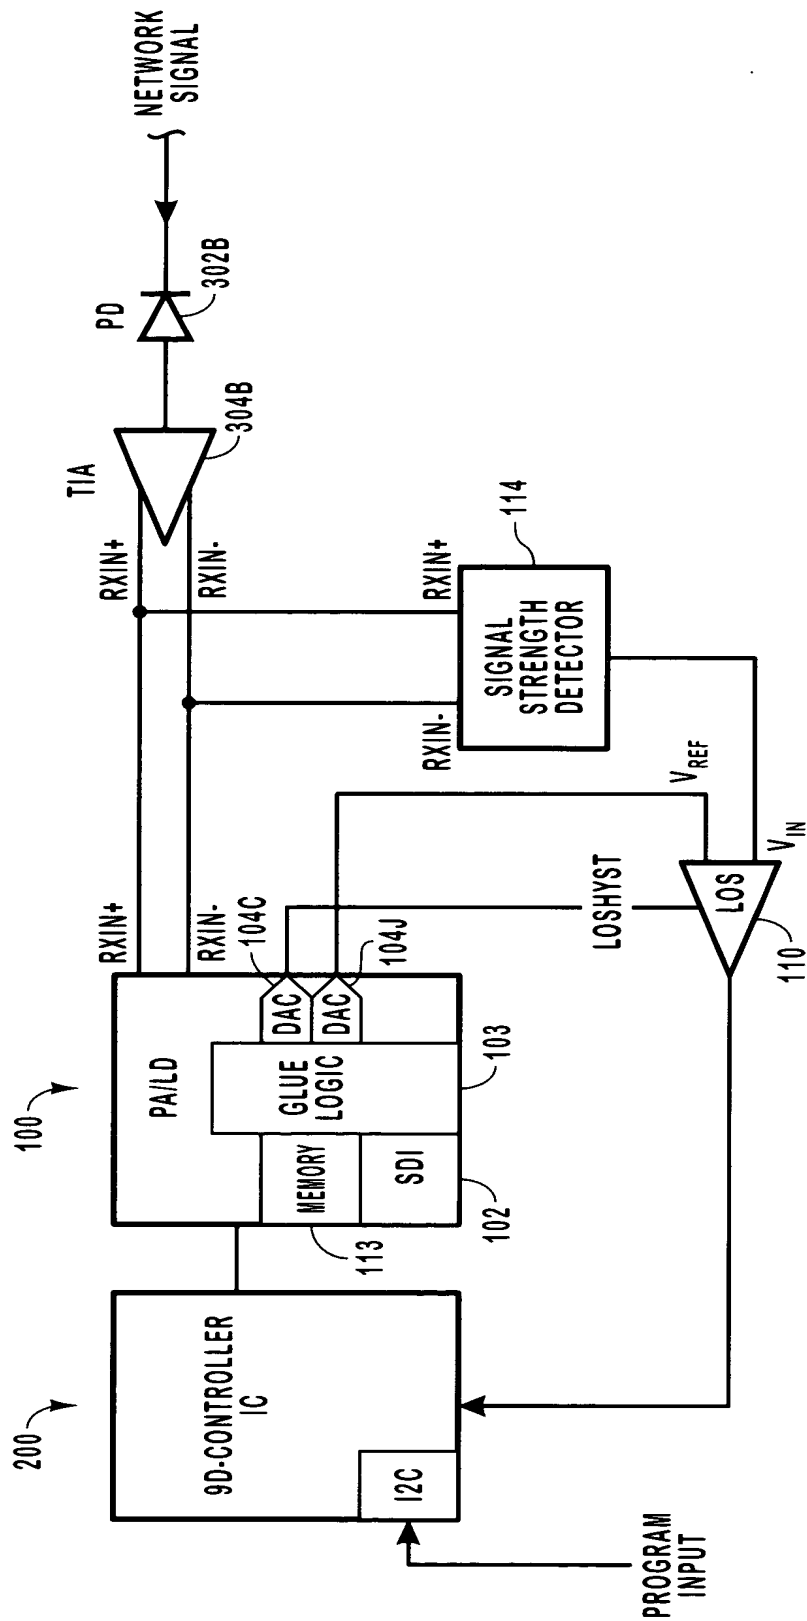 100
200
PA/LD
9D-CONTROLLER
IC
I2C
PROGRAM
INPUT
MEMORY
113
SDI
102
GLUE
LOGIC
103
DAC
DAC
104C
104J
RXIN+
RXIN-
RXIN+
RXIN-
TIA
304B
PD
302B
NETWORK
SIGNAL
RXIN+
RXIN-
SIGNAL
STRENGTH
DETECTOR
114
LOSHYST
VREF
VIN
LOS
110